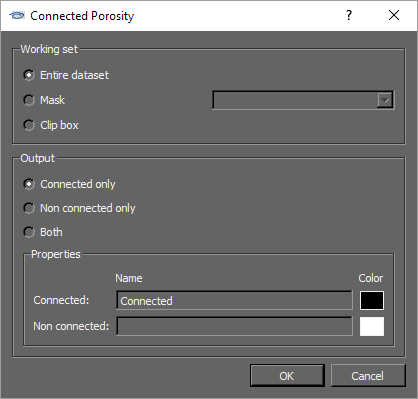 Connected Porosity ?
Working set
Entire dataset
Mask
Clip box
Output
Connected only
Non connected only
Both
Properties
Name Color
Connected: Connected
Non connected:
OK Cancel